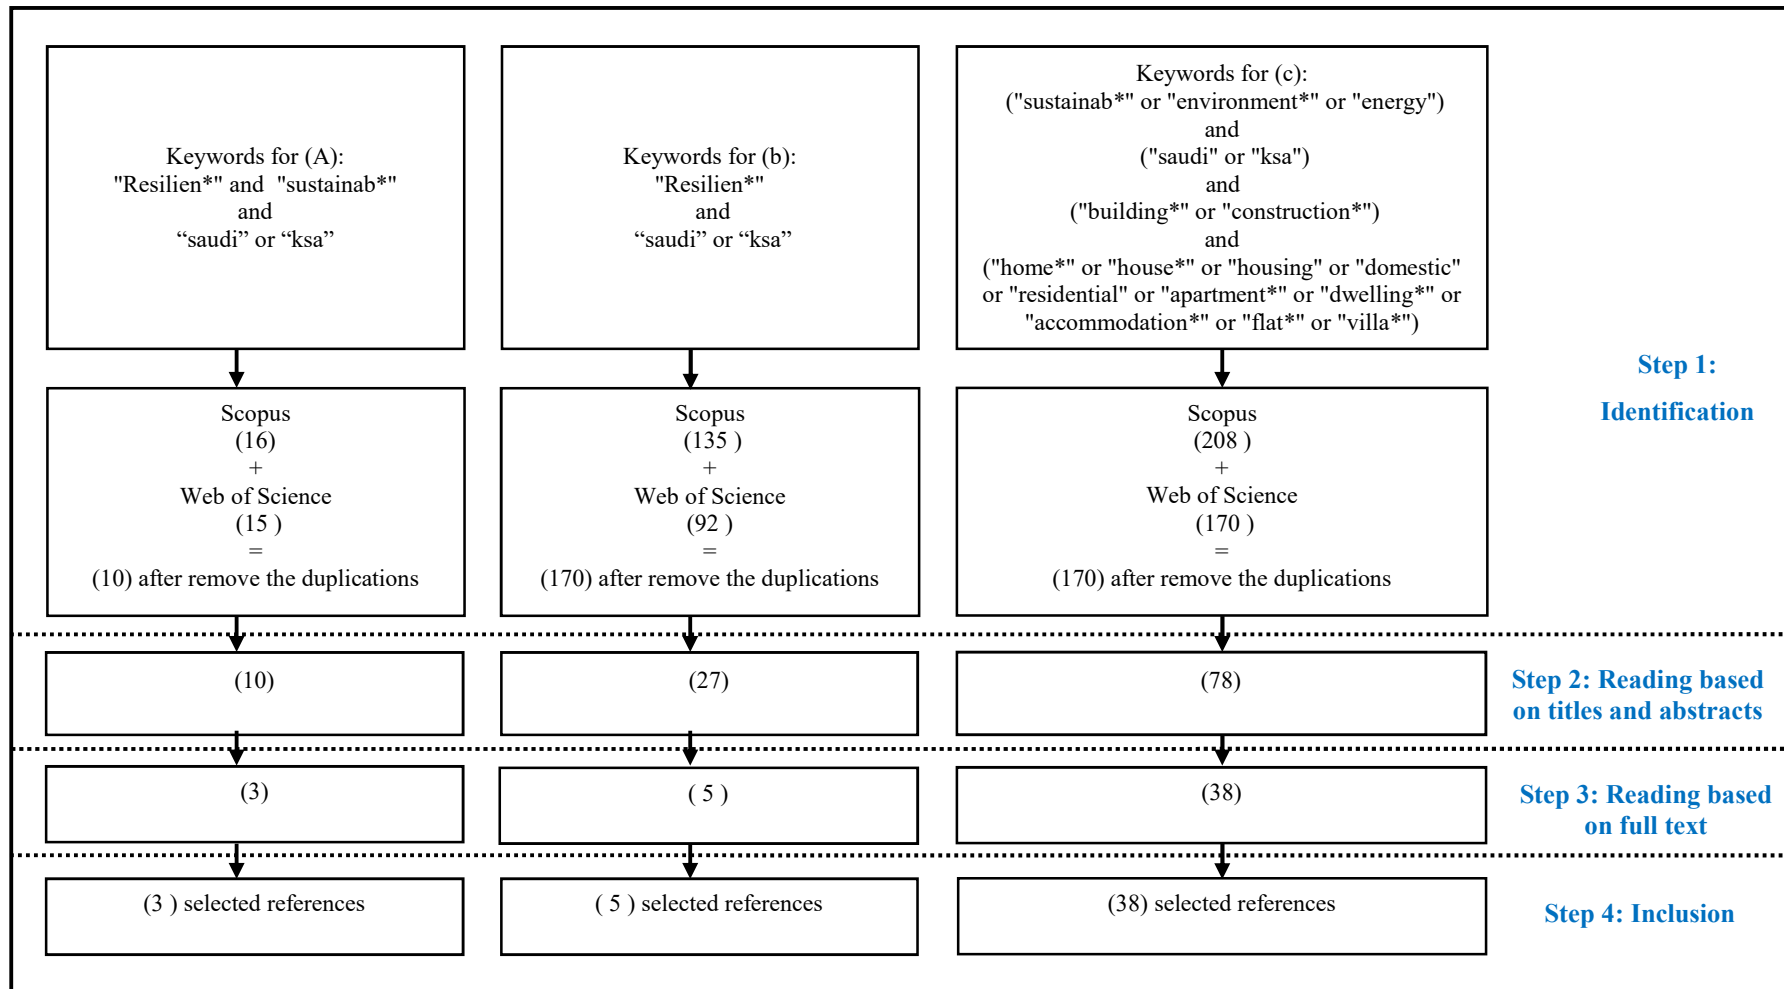 Keywords for (A):
"Resilien*" and  "sustainab*"
and
“saudi” or “ksa”
Keywords for (b):
"Resilien*"
and
“saudi” or “ksa”
Keywords for (c):
("sustainab*" or "environment*" or "energy")
and
("saudi" or "ksa")
and
("building*" or "construction*")
and
("home*" or "house*" or "housing" or "domestic"
or "residential" or "apartment*" or "dwelling*" or
"accommodation*" or "flat*" or "villa*")
Step 1:
Identification
Scopus
(16)
+
Web of Science
(15 )
=
(10) after remove the duplications
Scopus
(135 )
+
Web of Science
(92 )
=
(170) after remove the duplications
Scopus
(208 )
+
Web of Science
(170 )
=
(170) after remove the duplications
(10)
(27)
(78)
Step 2: Reading based
on titles and abstracts
(3)
( 5 )
(38)
Step 3: Reading based
on full text
(3 ) selected references
( 5 ) selected references
(38) selected references
Step 4: Inclusion